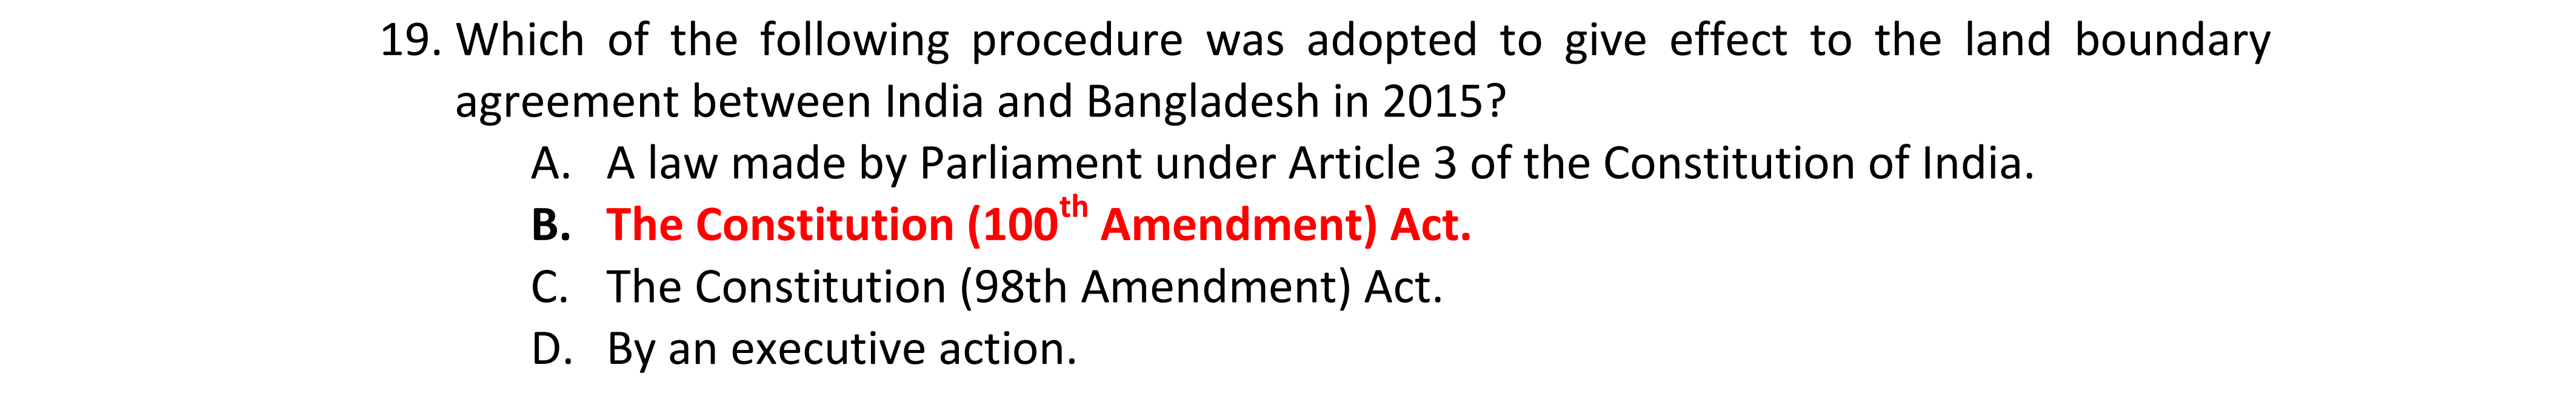 19. Which of the following procedure was adopted to give effect to the land boundary
agreement between India and Bangladesh in 2015?
A. A law made by Parliament under Article 3 of the Constitution of India.
B. The Constitution (100th Amendment) Act.
C. The Constitution (98th Amendment) Act.
D. By an executive action.